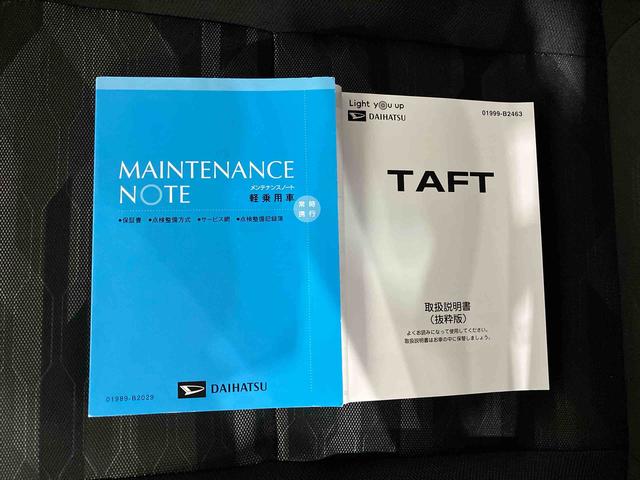 MAINTENANCE
NOTE
メンテナンスノート
軽乗用車
常時
携行
●保証書 ●点検整備方式 ●サービス網 ●点検整備記録簿
DAIHATSU
01989-B2029
Light you up
DAIHATSU
01999-B2463
TAFT
取扱説明書
（抜粋版）
よくお読みになって使用してください。
取扱説明書はお車の中に保管しましょう。